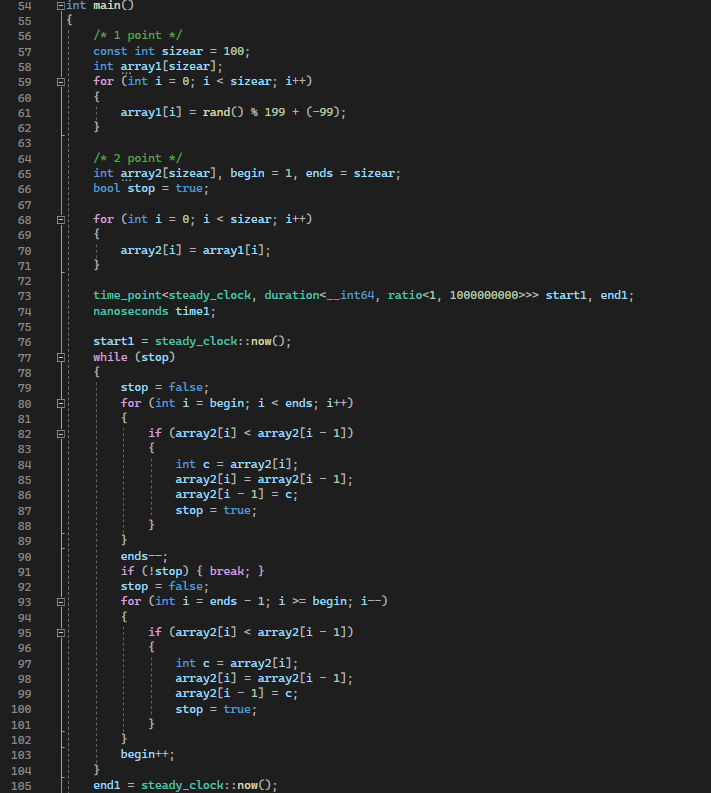 54 int main()
55 {
56 /* 1 point */
57 const int sizear = 100;
58 int array1[sizear];
59 for (int i = 0; i < sizear; i++)
60 {
61 array1[i] = rand() % 199 + (-99);
62 }
63
64 /* 2 point */
65 int array2[sizear], begin = 1, ends = sizear;
66 bool stop = true;
67
68 for (int i = 0; i < sizear; i++)
69 {
70 array2[i] = array1[i];
71 }
72
73 time_point<steady_clock, duration<__int64, ratio<1, 1000000000>>> start1, end1;
74 nanoseconds time1;
75
76 start1 = steady_clock::now();
77 while (stop)
78 {
79 stop = false;
80 for (int i = begin; i < ends; i++)
81 {
82 if (array2[i] < array2[i - 1])
83 {
84 int c = array2[i];
85 array2[i] = array2[i - 1];
86 array2[i - 1] = c;
87 stop = true;
88 }
89 }
90 ends--;
91 if (!stop) { break; }
92 stop = false;
93 for (int i = ends - 1; i >= begin; i--)
94 {
95 if (array2[i] < array2[i - 1])
96 {
97 int c = array2[i];
98 array2[i] = array2[i - 1];
99 array2[i - 1] = c;
100 stop = true;
101 }
102 }
103 begin++;
104 }
105 end1 = steady_clock::now();